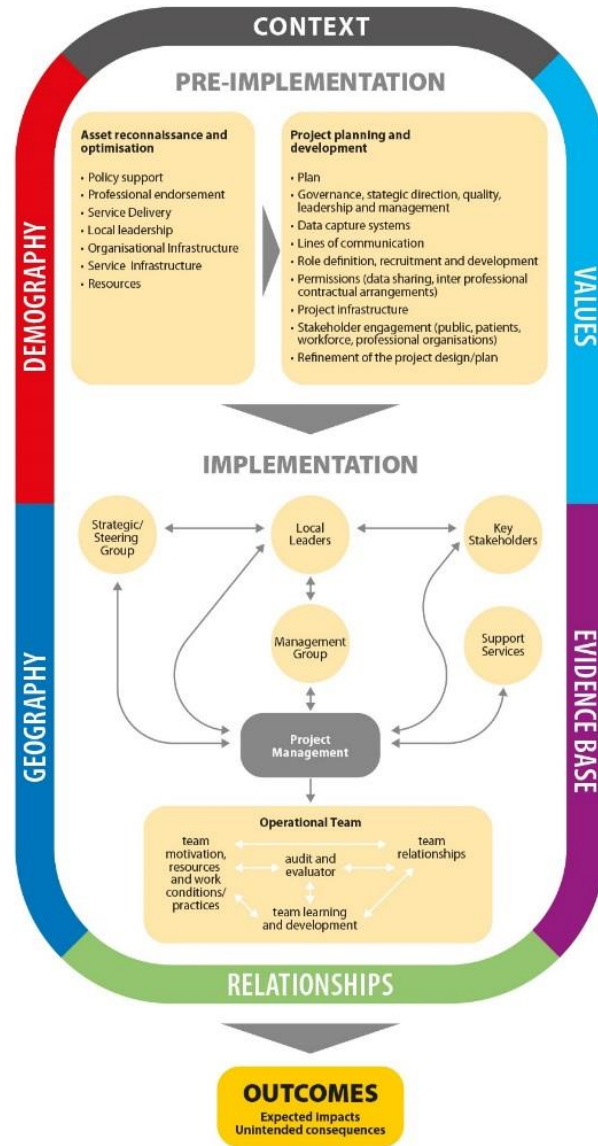 CONTEXT
PRE-IMPLEMENTATION
Asset reconnaissance and
optimisation
• Policy support
• Professional endorsement
• Service Delivery
• Local leadership
• Organisational Infrastructure
• Service Infrastructure
• Resources
Project planning and
development
• Plan
• Governance, stategic direction, quality,
leadership and management
• Data capture systems
• Lines of communication
• Role definition, recruitment and development
• Permissions (data sharing, inter professional
contractual arrangements)
• Project infrastructure
• Stakeholder engagement (public, patients,
workforce, professional organisations)
• Refinement of the project design/plan
DEMOGRAPHY
VALUES
IMPLEMENTATION
Strategic/
Steering
Group
Local
Leaders
Key
Stakeholders
Management
Group
Support
Services
GEOGRAPHY
EVIDENCE BASE
Project
Management
Operational Team
team
motivation,
resources
and work
conditions/
practices
audit and
evaluator
team
relationships
team learning
and development
RELATIONSHIPS
OUTCOMES
Expected impacts
Unintended consequences